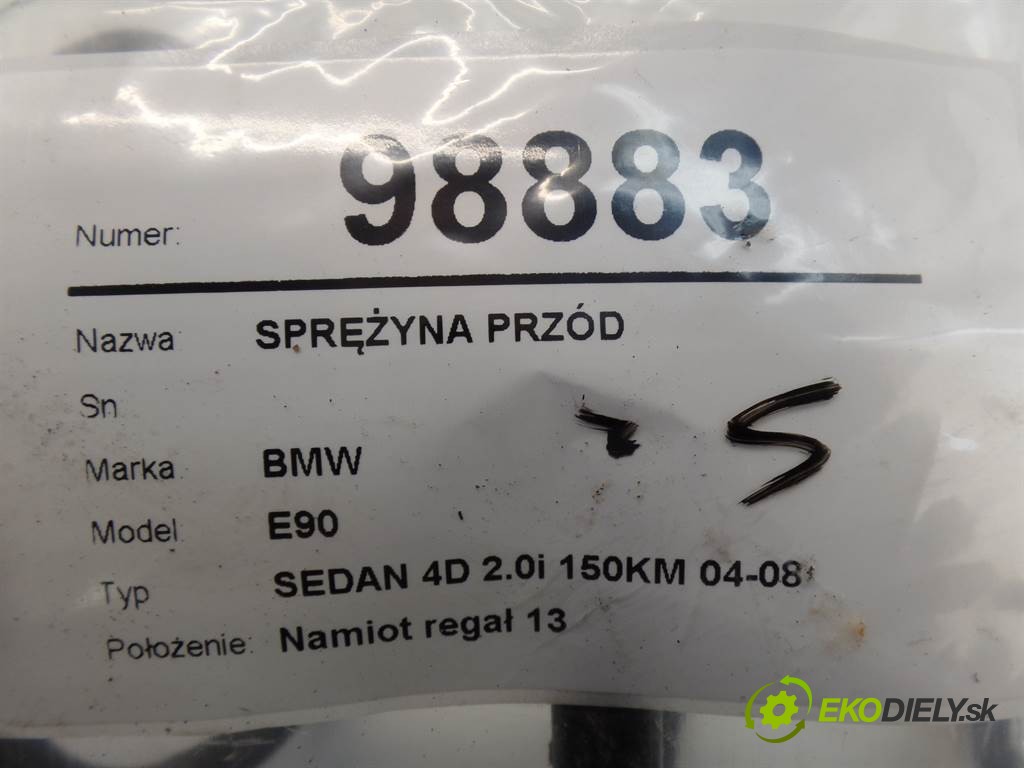 Numer: 98883
Nazwa SPRĘŻYNA PRZÓD
Sn
Marka BMW
Model E90
Typ SEDAN 4D 2.0i 150KM 04-08
Położenie: Namiot regał 13
EKODIELY.sk